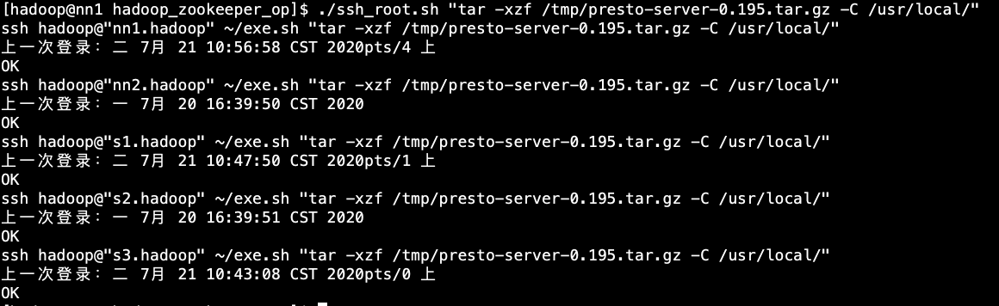 [hadoop@nn1 hadoop_zookeeper_op]$ ./ssh_root.sh "tar -xzf /tmp/presto-server-0.195.tar.gz -C /usr/local/"
ssh hadoop@"nn1.hadoop" ~/exe.sh "tar -xzf /tmp/presto-server-0.195.tar.gz -C /usr/local/"
上一次登录：二 7月 21 10:56:58 CST 2020pts/4 上
OK
ssh hadoop@"nn2.hadoop" ~/exe.sh "tar -xzf /tmp/presto-server-0.195.tar.gz -C /usr/local/"
上一次登录：一 7月 20 16:39:50 CST 2020
OK
ssh hadoop@"s1.hadoop" ~/exe.sh "tar -xzf /tmp/presto-server-0.195.tar.gz -C /usr/local/"
上一次登录：二 7月 21 10:47:50 CST 2020pts/1 上
OK
ssh hadoop@"s2.hadoop" ~/exe.sh "tar -xzf /tmp/presto-server-0.195.tar.gz -C /usr/local/"
上一次登录：一 7月 20 16:39:51 CST 2020
OK
ssh hadoop@"s3.hadoop" ~/exe.sh "tar -xzf /tmp/presto-server-0.195.tar.gz -C /usr/local/"
上一次登录：二 7月 21 10:43:08 CST 2020pts/0 上
OK